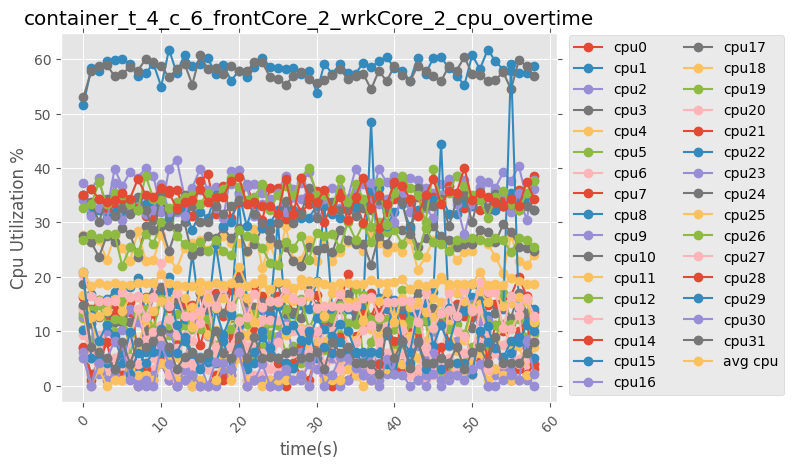 container_t_4_c_6_frontCore_2_wrkCore_2_cpu_overtime
Cpu Utilization %
60
50
40
30
20
10
0
0
10
20
30
40
50
60
time(s)
cpu0
cpu1
cpu2
cpu3
cpu4
cpu5
cpu6
cpu7
cpu8
cpu9
cpu10
cpu11
cpu12
cpu13
cpu14
cpu15
cpu16
cpu17
cpu18
cpu19
cpu20
cpu21
cpu22
cpu23
cpu24
cpu25
cpu26
cpu27
cpu28
cpu29
cpu30
cpu31
avg cpu